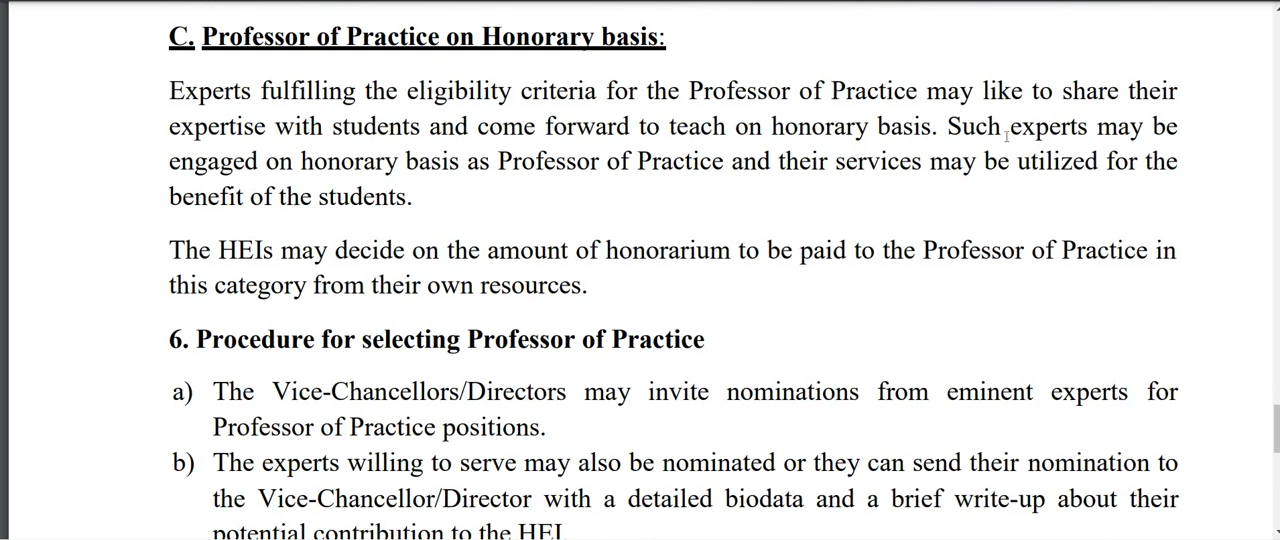 C. Professor of Practice on Honorary basis:
Experts fulfilling the eligibility criteria for the Professor of Practice may like to share their
expertise with students and come forward to teach on honorary basis. Such experts may be
engaged on honorary basis as Professor of Practice and their services may be utilized for the
benefit of the students.
The HEIs may decide on the amount of honorarium to be paid to the Professor of Practice in
this category from their own resources.
6. Procedure for selecting Professor of Practice
a) The Vice-Chancellors/Directors may invite nominations from eminent experts for
Professor of Practice positions.
b) The experts willing to serve may also be nominated or they can send their nomination to
the Vice-Chancellor/Director with a detailed biodata and a brief write-up about their
potential contribution to the HEI.